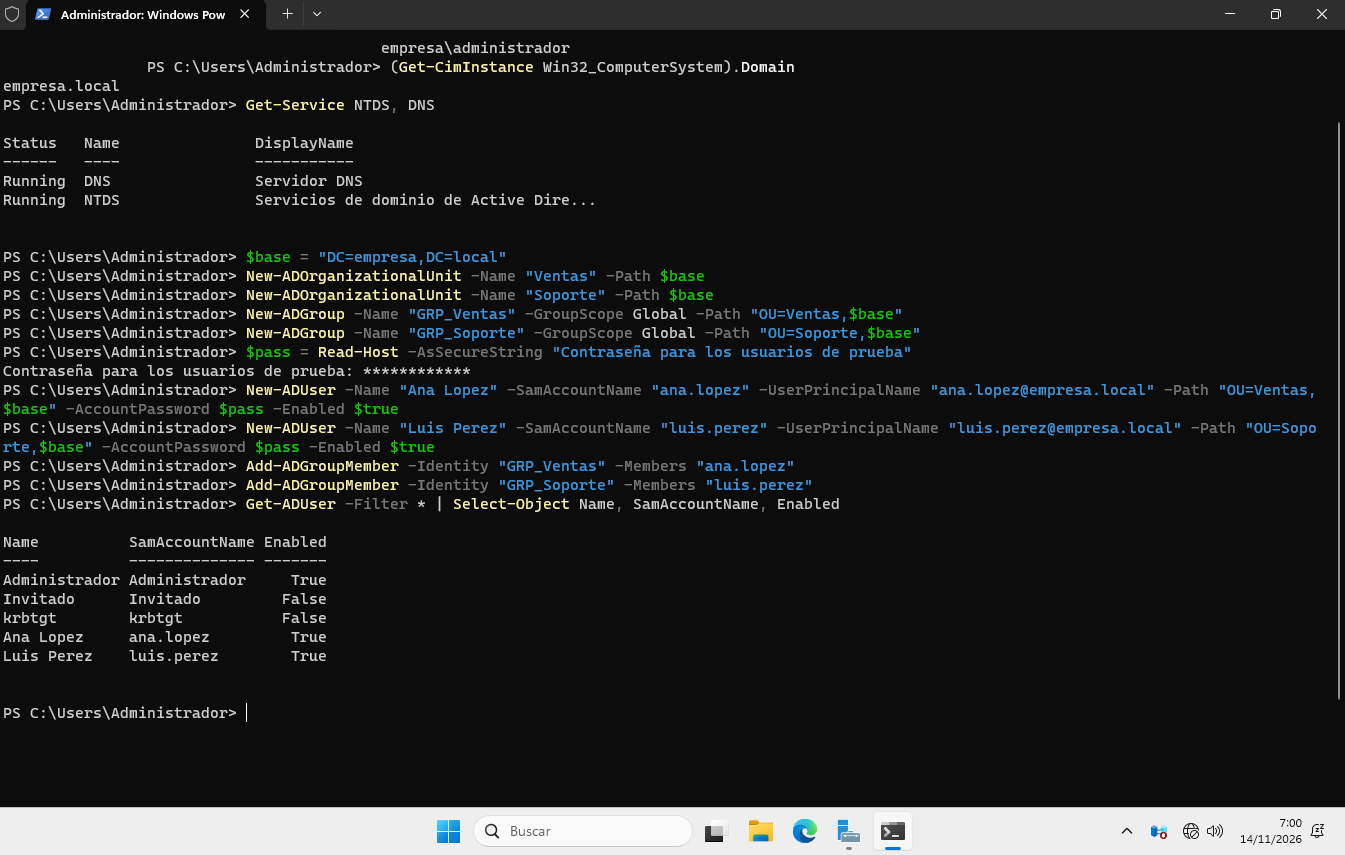 Administrador: Windows Pow
empresa\administrador
PS C:\Users\Administrador> (Get-CimInstance Win32_ComputerSystem).Domain
empresa.local
PS C:\Users\Administrador> Get-Service NTDS, DNS
Status   Name               DisplayName
------   ----               -----------
Running  DNS                Servidor DNS
Running  NTDS               Servicios de dominio de Active Dire...
PS C:\Users\Administrador> $base = "DC=empresa,DC=local"
PS C:\Users\Administrador> New-ADOrganizationalUnit -Name "Ventas" -Path $base
PS C:\Users\Administrador> New-ADOrganizationalUnit -Name "Soporte" -Path $base
PS C:\Users\Administrador> New-ADGroup -Name "GRP_Ventas" -GroupScope Global -Path "OU=Ventas,$base"
PS C:\Users\Administrador> New-ADGroup -Name "GRP_Soporte" -GroupScope Global -Path "OU=Soporte,$base"
PS C:\Users\Administrador> $pass = Read-Host -AsSecureString "Contraseña para los usuarios de prueba"
Contraseña para los usuarios de prueba: ************
PS C:\Users\Administrador> New-ADUser -Name "Ana Lopez" -SamAccountName "ana.lopez" -UserPrincipalName "ana.lopez@empresa.local" -Path "OU=Ventas,
$base" -AccountPassword $pass -Enabled $true
PS C:\Users\Administrador> New-ADUser -Name "Luis Perez" -SamAccountName "luis.perez" -UserPrincipalName "luis.perez@empresa.local" -Path "OU=Sopo
rte,$base" -AccountPassword $pass -Enabled $true
PS C:\Users\Administrador> Add-ADGroupMember -Identity "GRP_Ventas" -Members "ana.lopez"
PS C:\Users\Administrador> Add-ADGroupMember -Identity "GRP_Soporte" -Members "luis.perez"
PS C:\Users\Administrador> Get-ADUser -Filter * | Select-Object Name, SamAccountName, Enabled
Name          SamAccountName Enabled
----          -------------- -------
Administrador Administrador     True
Invitado      Invitado         False
krbtgt        krbtgt           False
Ana Lopez     ana.lopez         True
Luis Perez    luis.perez        True
PS C:\Users\Administrador>
Buscar
7:00
14/11/2026